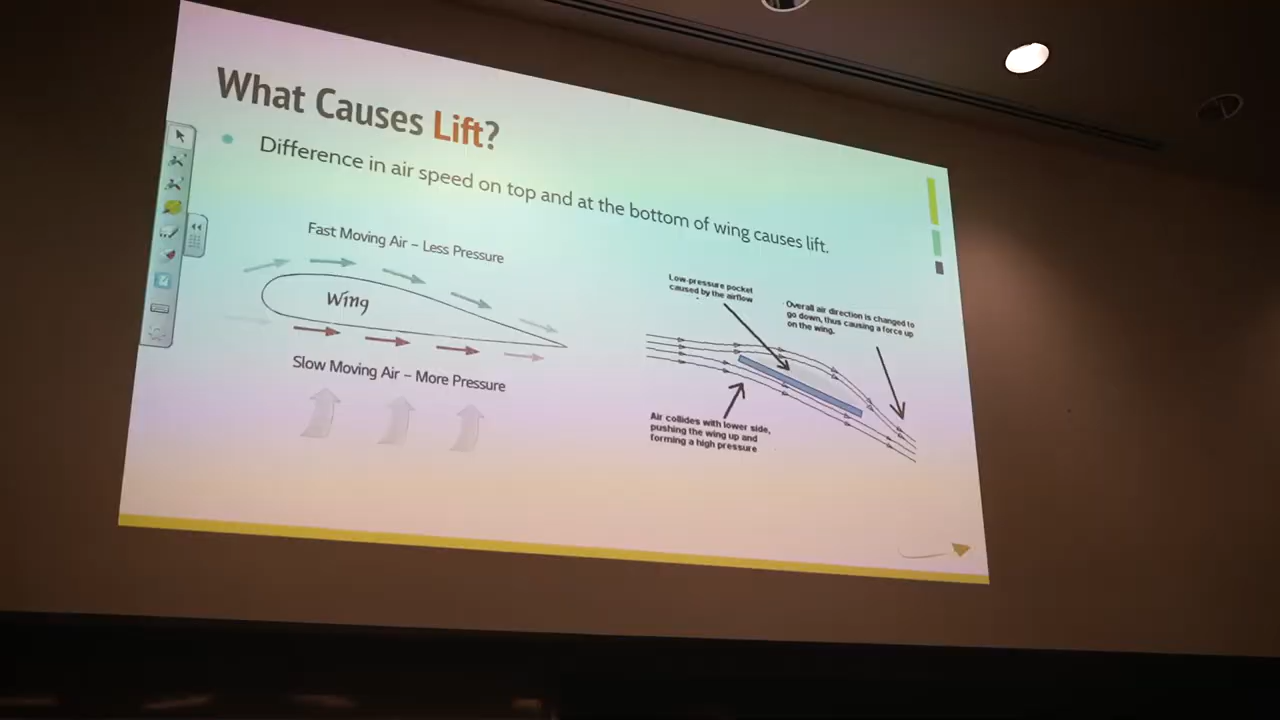 What Causes Lift?
Difference in air speed on top and at the bottom of wing causes lift.
Fast Moving Air – Less Pressure
Wing
Slow Moving Air – More Pressure
Low-pressure pocket
caused by the airflow
Overall air direction is changed to
go down, thus causing a force up
on the wing.
Air collides with lower side,
pushing the wing up and
forming a high pressure